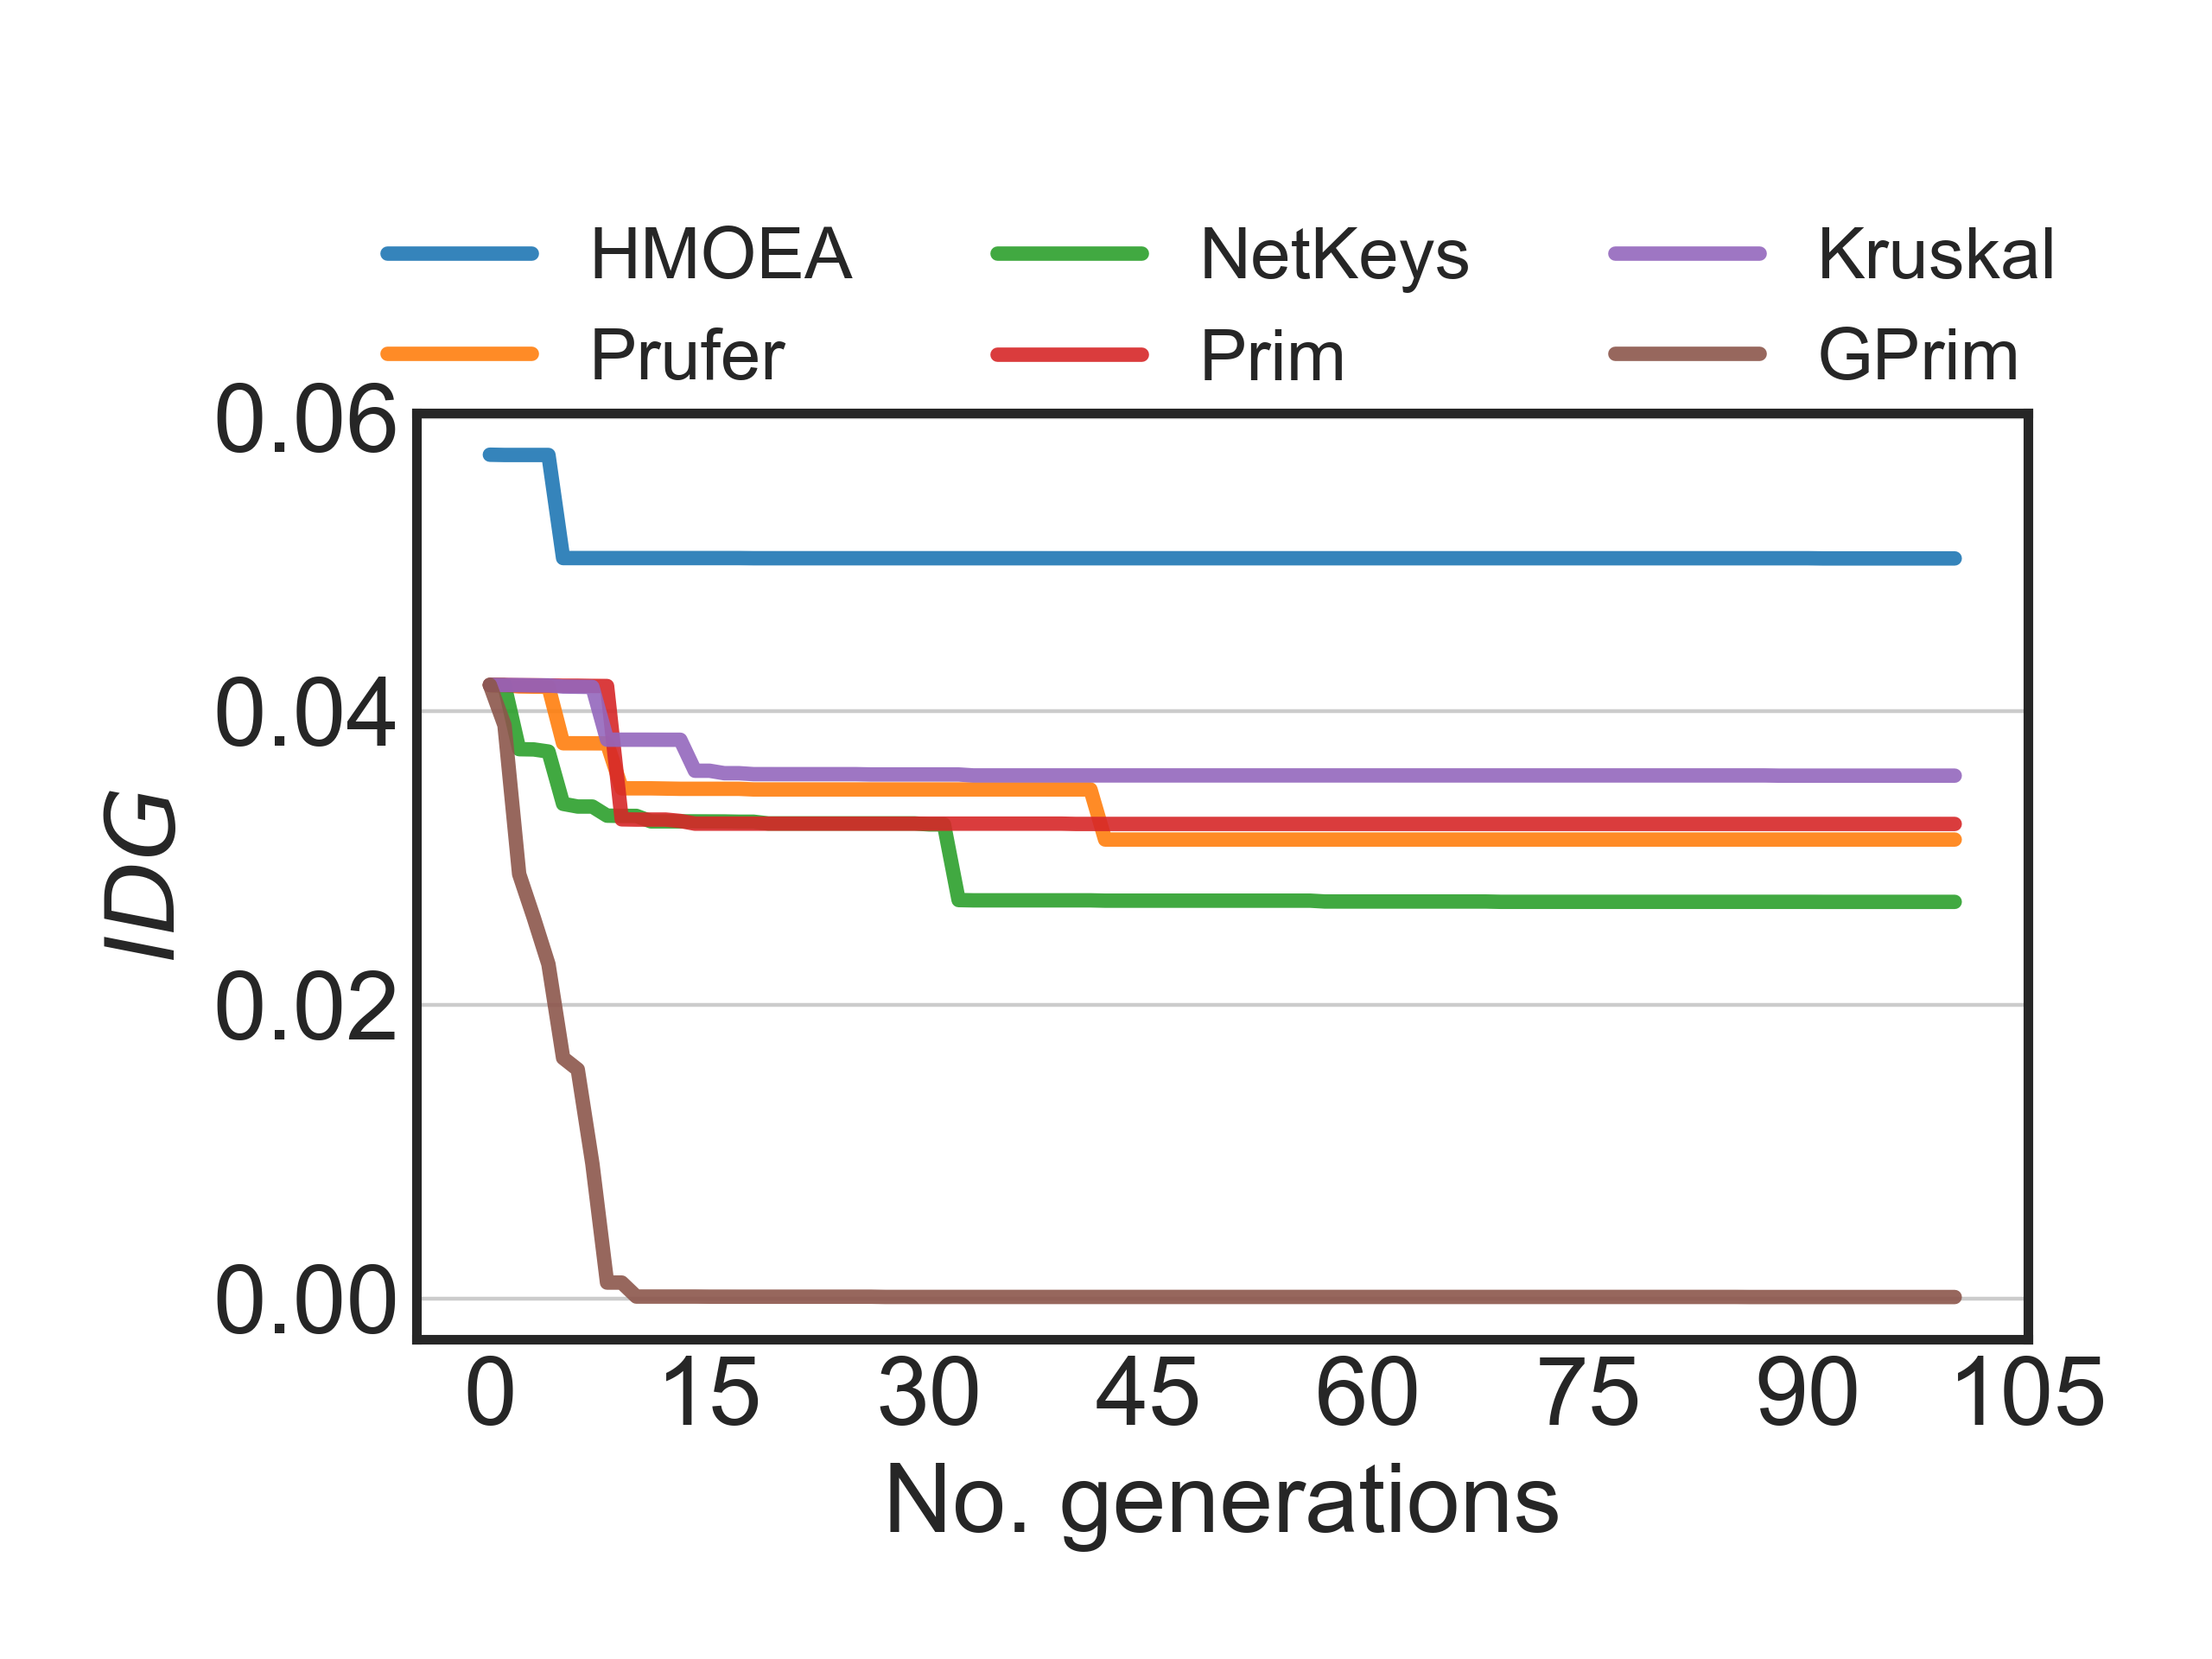 HMOEA NetKeys Kruskal
Prufer Prim GPrim
0.06
0.04
0.02
0.00
IDG
0 15 30 45 60 75 90 105
No. generations